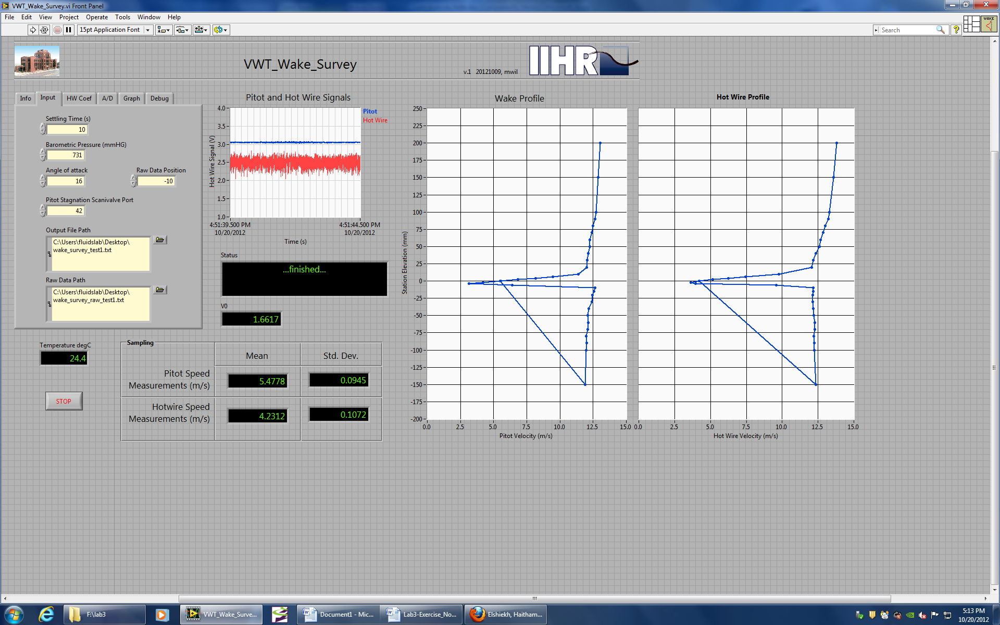 VWT_Wake_Survey.vi Front Panel
File Edit View Project Operate Tools Window Help
15pt Application Font
Search
WAKE
VWT_Wake_Survey
v.1 20121009, mwil
IIHR
Info Input HW Coef A/D Graph Debug
Settling Time (s)
10
Barometric Pressure (mmHG)
731
Angle of attack
16
Raw Data Position
-10
Pitot Stagnation Scanivalve Port
42
Output File Path
C:\Users\fluidslab\Desktop\
wake_survey_test1.txt
Raw Data Path
C:\Users\fluidslab\Desktop\
wake_survey_raw_test1.txt
Temperature degC
24.4
STOP
Pitot and Hot Wire Signals
Pitot
Hot Wire
Hot Wire Signal (V)
4.0
3.5
3.0
2.5
2.0
1.5
1.0
4:51:39.500 PM
10/20/2012
4:51:44.500 PM
10/20/2012
Time (s)
Status
...finished...
V0
1.6617
Sampling
Mean Std. Dev.
Pitot Speed
Measurements (m/s)
5.4778 0.0945
Hotwire Speed
Measurements (m/s)
4.2312 0.1072
Wake Profile
Station Elevation (mm)
250
225
200
175
150
125
100
75
50
25
0
-25
-50
-75
-100
-125
-150
-175
-200
0.0 2.5 5.0 7.5 10.0 12.5 15.0
Pitot Velocity (m/s)
Hot Wire Profile
0.0 2.5 5.0 7.5 10.0 12.5 15.0
Hot Wire Velocity (m/s)
F:\lab3
VWT_Wake_Surve...
Document1 - Mic...
Lab3-Exercise_No...
Elshiekh, Haitham...
5:13 PM
10/20/2012